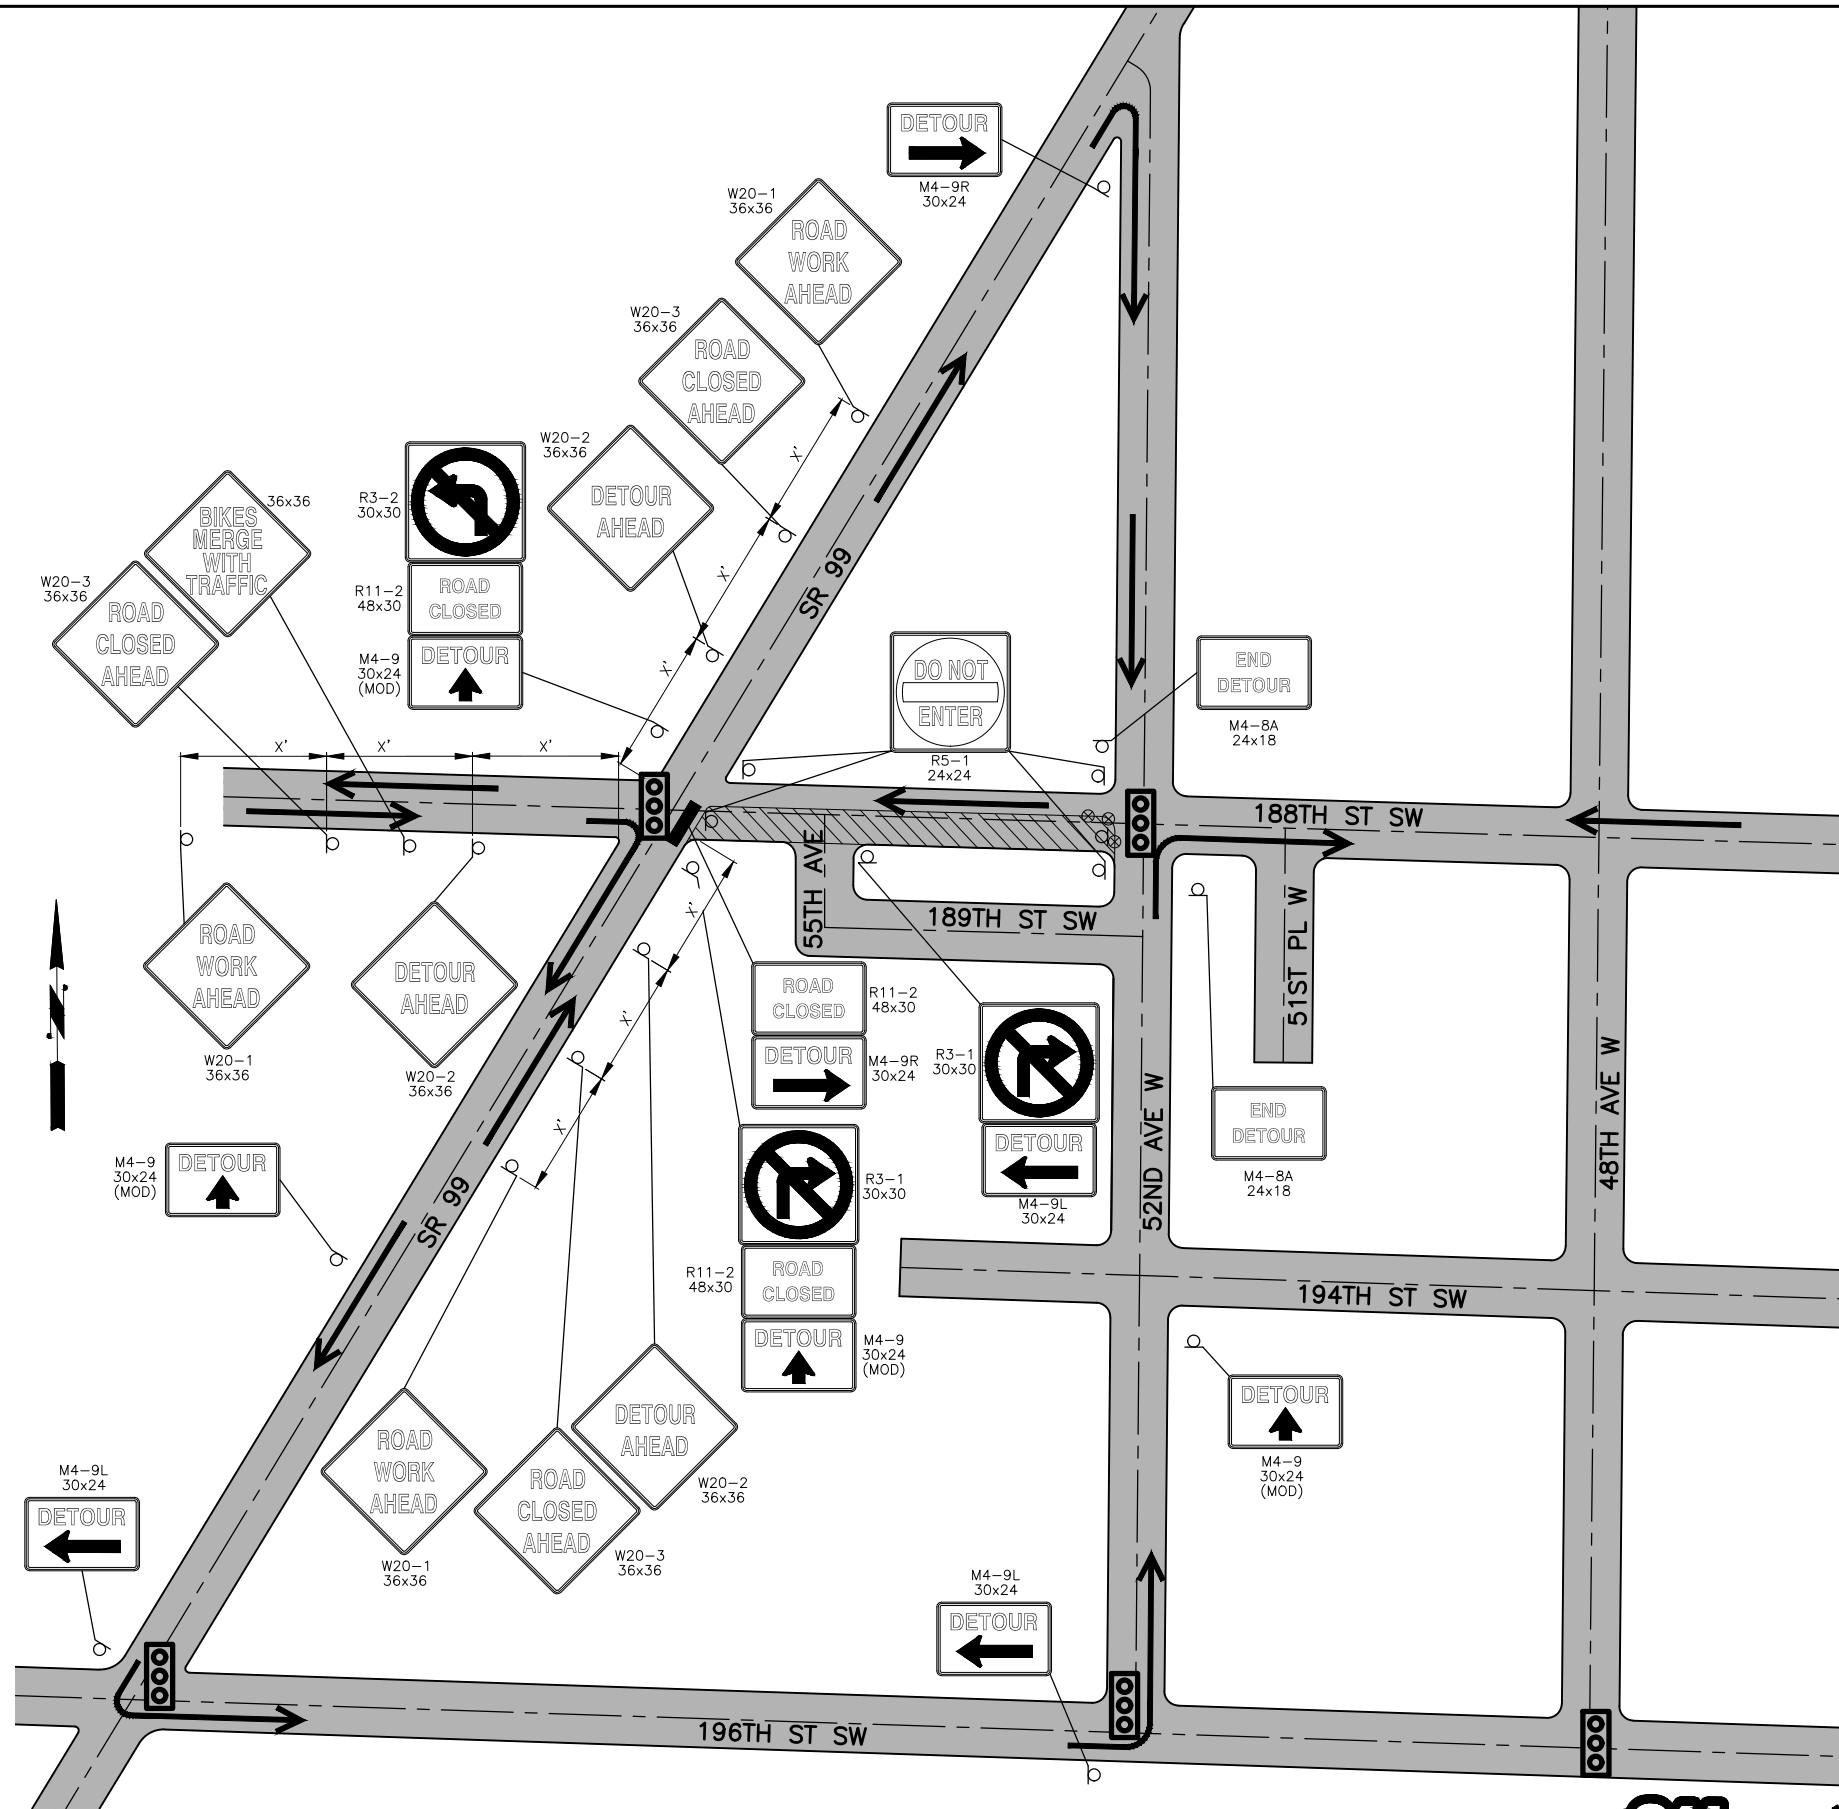 DETOUR
M4-9R
30x24
W20-1
36x36
ROAD
WORK
AHEAD
W20-3
36x36
ROAD
CLOSED
AHEAD
W20-2
36x36
DETOUR
AHEAD
R3-2
30x30
R11-2
48x30
ROAD
CLOSED
M4-9
30x24
(MOD)
DETOUR
36x36
BIKES
MERGE
WITH
TRAFFIC
W20-3
36x36
ROAD
CLOSED
AHEAD
X'
X'
X'
SR 99
X'
X'
X'
DO NOT
ENTER
R5-1
24x24
END
DETOUR
M4-8A
24x18
188TH ST SW
55TH AVE
189TH ST SW
51ST PL W
ROAD
WORK
AHEAD
W20-1
36x36
DETOUR
AHEAD
W20-2
36x36
X'
X'
X'
ROAD
CLOSED
R11-2
48x30
DETOUR
M4-9R
30x24
R3-1
30x30
DETOUR
M4-9L
30x24
52ND AVE W
48TH AVE W
END
DETOUR
M4-8A
24x18
M4-9
30x24
(MOD)
DETOUR
SR 99
R3-1
30x30
R11-2
48x30
ROAD
CLOSED
DETOUR
M4-9
30x24
(MOD)
194TH ST SW
DETOUR
M4-9
30x24
(MOD)
ROAD
WORK
AHEAD
W20-1
36x36
ROAD
CLOSED
AHEAD
W20-3
36x36
DETOUR
AHEAD
W20-2
36x36
M4-9L
30x24
DETOUR
M4-9L
30x24
DETOUR
196TH ST SW